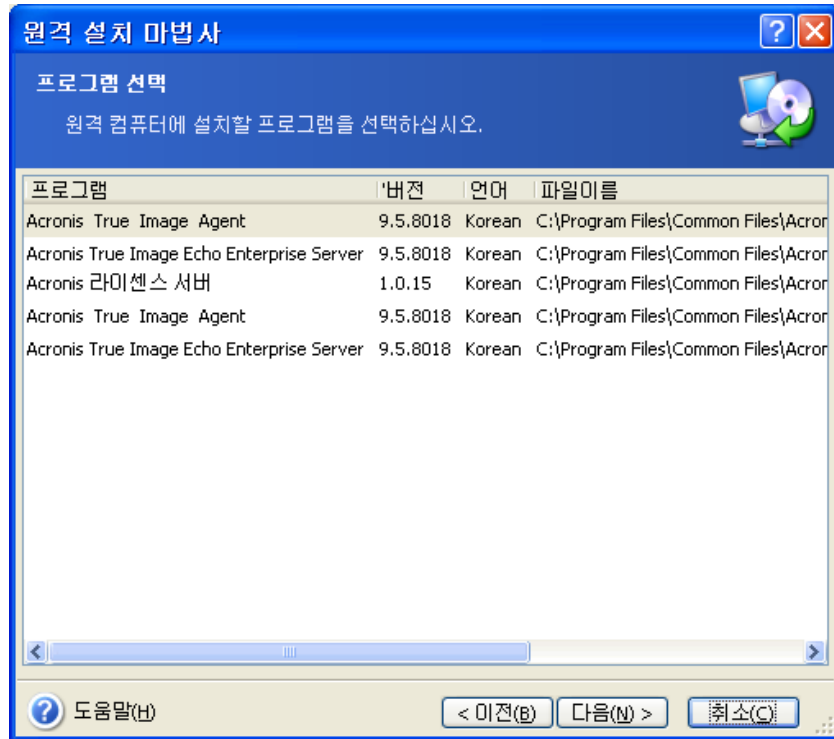 원격 설치 마법사
프로그램 선택
원격 컴퓨터에 설치할 프로그램을 선택하십시오.
프로그램 '버전 언어 파일이름
Acronis True Image Agent 9.5.8018 Korean C:\Program Files\Common Files\Acror
Acronis True Image Echo Enterprise Server 9.5.8018 Korean C:\Program Files\Common Files\Acror
Acronis 라이센스 서버 1.0.15 Korean C:\Program Files\Common Files\Acror
Acronis True Image Agent 9.5.8018 Korean C:\Program Files\Common Files\Acror
Acronis True Image Echo Enterprise Server 9.5.8018 Korean C:\Program Files\Common Files\Acror
도움말(H) < 이전(B) 다음(N) > 취소(C)